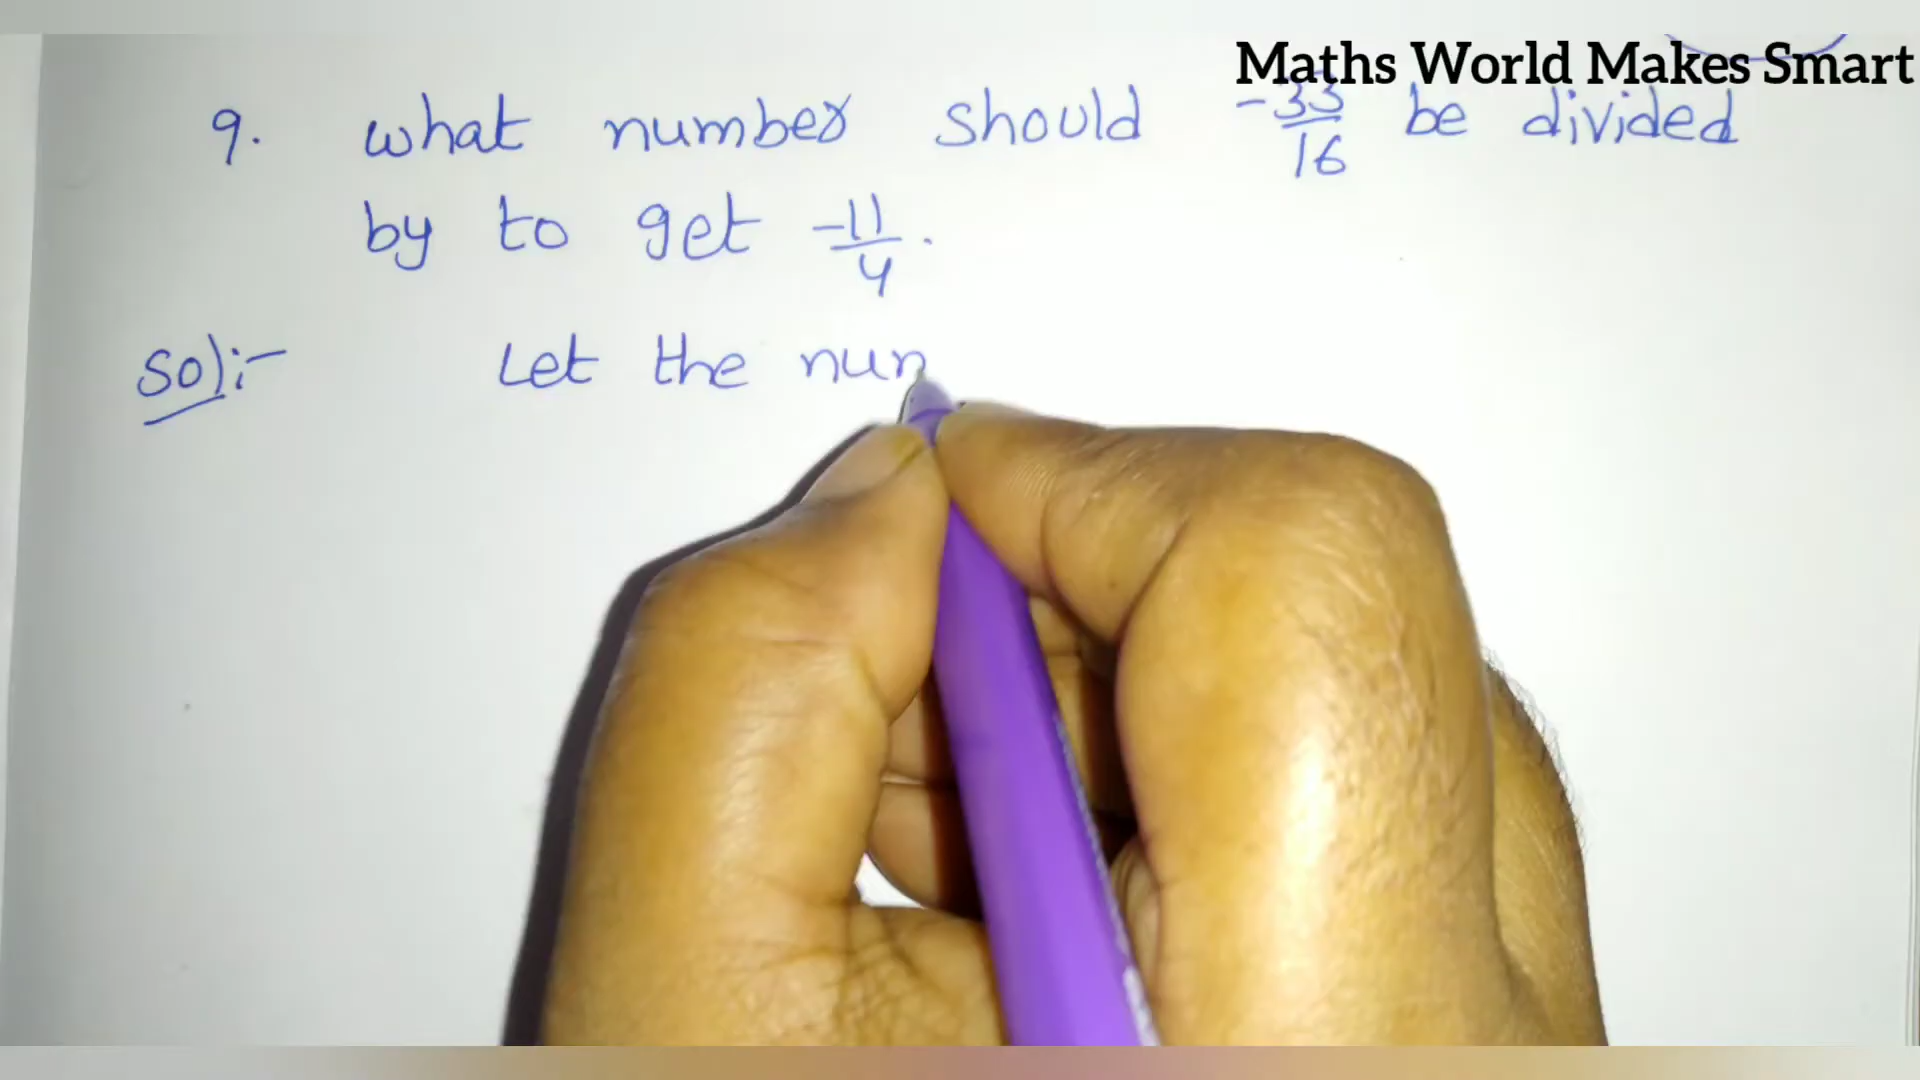 Maths World Makes Smart
9. what number should -33/16 be divided
by to get -11/4.
Sol:- Let the num